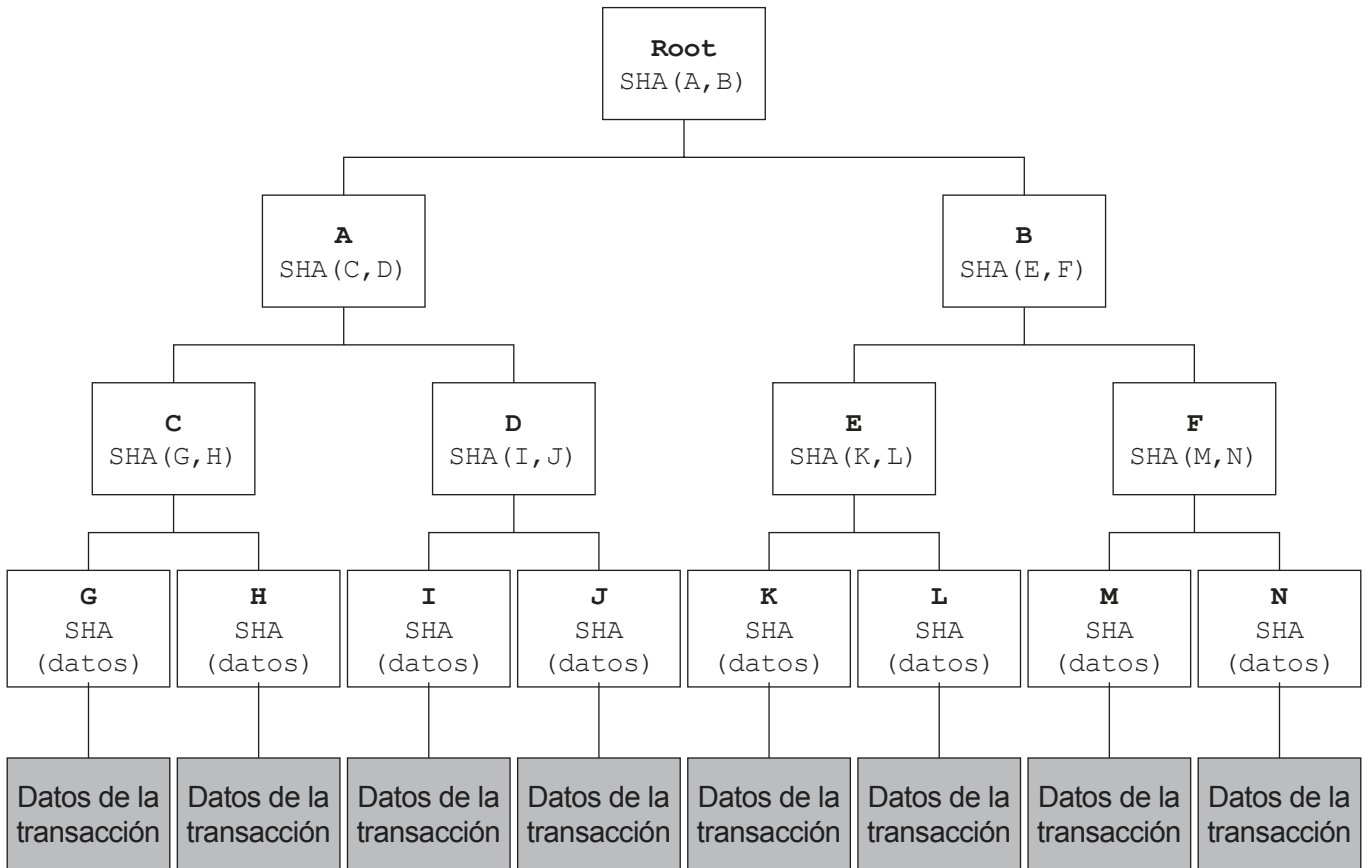 Root
SHA(A,B)
A
SHA(C,D)
B
SHA(E,F)
C
SHA(G,H)
D
SHA(I,J)
E
SHA(K,L)
F
SHA(M,N)
G
SHA
(datos)
H
SHA
(datos)
I
SHA
(datos)
J
SHA
(datos)
K
SHA
(datos)
L
SHA
(datos)
M
SHA
(datos)
N
SHA
(datos)
Datos de la
transacción
Datos de la
transacción
Datos de la
transacción
Datos de la
transacción
Datos de la
transacción
Datos de la
transacción
Datos de la
transacción
Datos de la
transacción